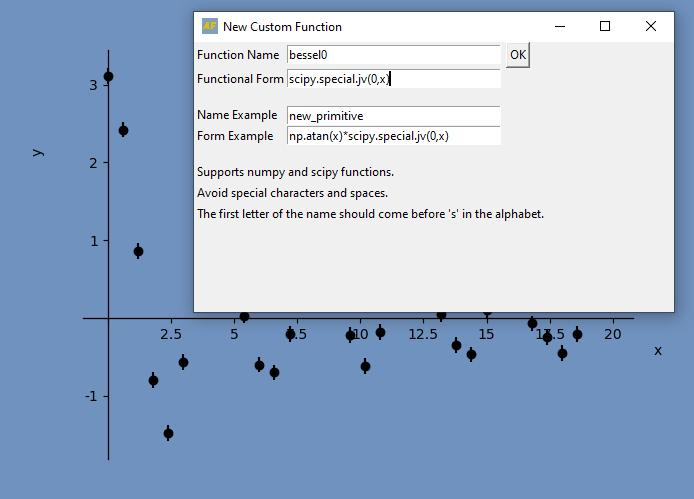 AF New Custom Function
Function Name bessel0 OK
Functional Form scipy.special.jv(0,x)
Name Example new_primitive
Form Example np.atan(x)*scipy.special.jv(0,x)
Supports numpy and scipy functions.
Avoid special characters and spaces.
The first letter of the name should come before 's' in the alphabet.
3
y
2
1
2.5 5 7.5 10 12.5 15 17.5 20
x
-1